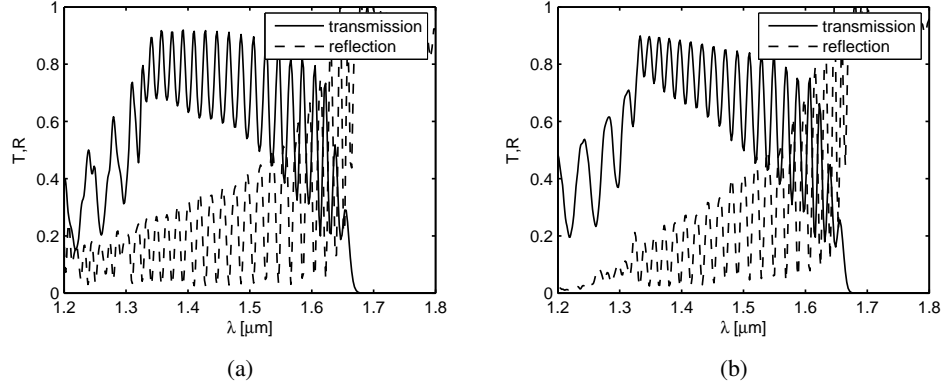 transmission
reflection
T,R
1
0.8
0.6
0.4
0.2
0
1.2 1.3 1.4 1.5 1.6 1.7 1.8
λ [μm]
(a)
transmission
reflection
T,R
1
0.8
0.6
0.4
0.2
0
1.2 1.3 1.4 1.5 1.6 1.7 1.8
λ [μm]
(b)